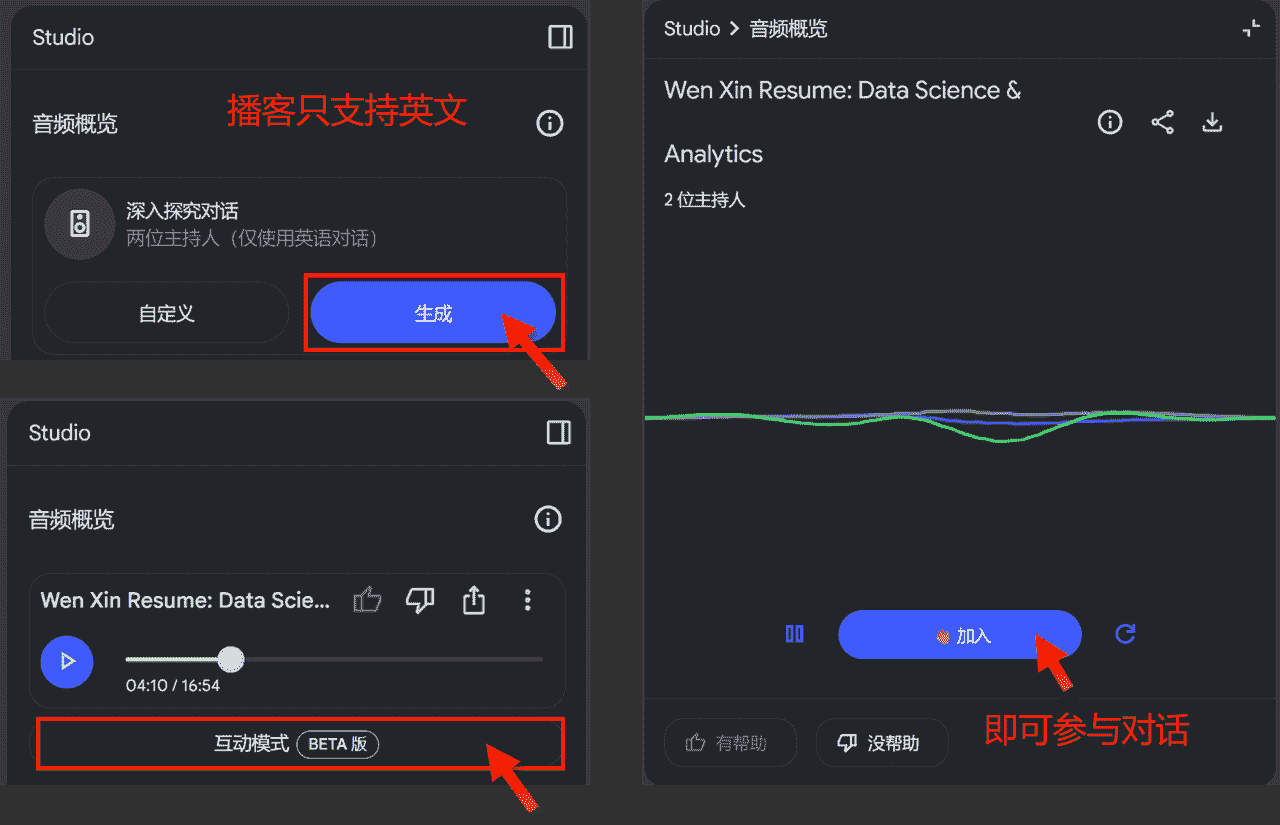 Studio
音频概览
播客只支持英文
深入探究对话
两位主持人（仅使用英语对话）
自定义
生成
Studio
音频概览
Wen Xin Resume: Data Scie...
04:10 / 16:54
互动模式 BETA 版
Studio > 音频概览
Wen Xin Resume: Data Science &
Analytics
2 位主持人
👋 加入
即可参与对话
有帮助
没帮助